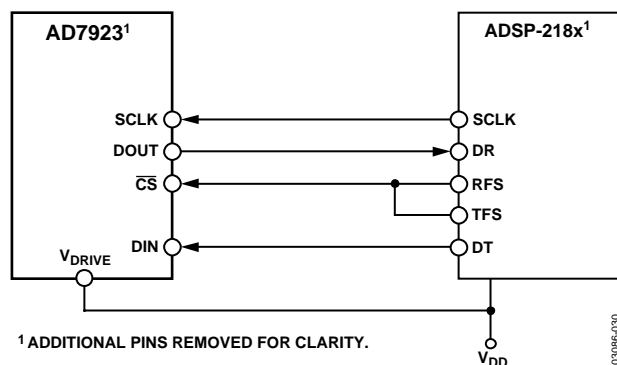 AD7923¹
ADSP-218x¹
SCLK
SCLK
DOUT
DR
CS
RFS
TFS
DIN
DT
VDRIVE
¹ ADDITIONAL PINS REMOVED FOR CLARITY.
VDD
03086-030